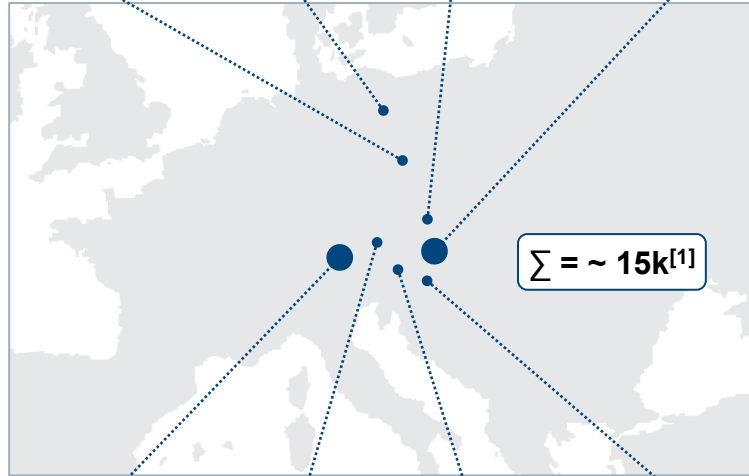 ∑ = ~ 15k[1]